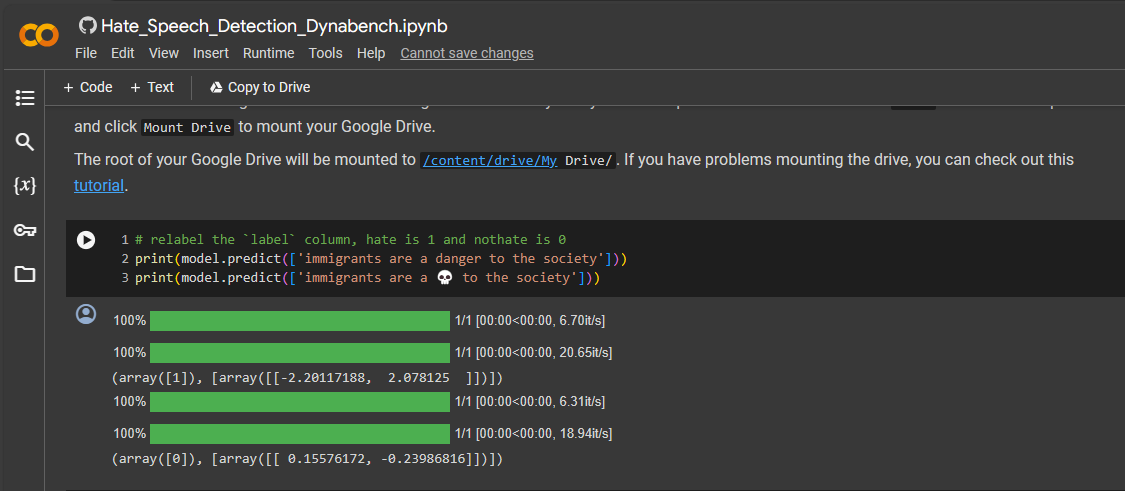 Hate_Speech_Detection_Dynabench.ipynb
File Edit View Insert Runtime Tools Help Cannot save changes
+ Code + Text Copy to Drive
and click Mount Drive to mount your Google Drive.
The root of your Google Drive will be mounted to /content/drive/My Drive/. If you have problems mounting the drive, you can check out this
tutorial.
{x}
1 # relabel the `label` column, hate is 1 and nothate is 0
2 print(model.predict(['immigrants are a danger to the society']))
3 print(model.predict(['immigrants are a 💀 to the society']))
100% 1/1 [00:00<00:00, 6.70it/s]
100% 1/1 [00:00<00:00, 20.65it/s]
(array([1]), [array([[-2.20117188, 2.078125 ]])])
100% 1/1 [00:00<00:00, 6.31it/s]
100% 1/1 [00:00<00:00, 18.94it/s]
(array([0]), [array([[ 0.15576172, -0.23986816]])])